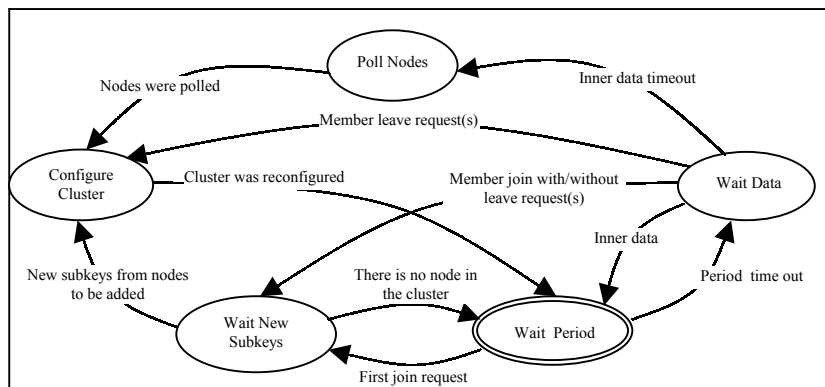 Poll Nodes
Nodes were polled
Inner data timeout
Member leave request(s)
Configure
Cluster
Cluster was reconfigured
Member join with/without
leave request(s)
Wait Data
Inner data
New subkeys from nodes
to be added
There is no node in
the cluster
Period time out
Wait New
Subkeys
Wait Period
First join request